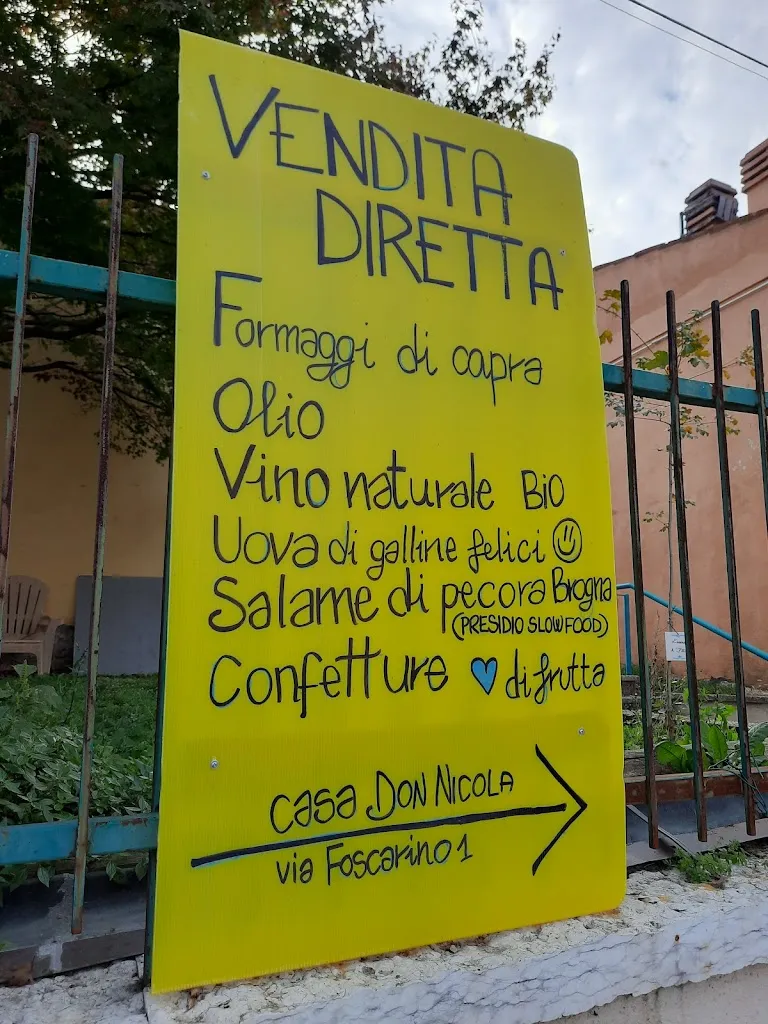 VENDITA
DIRETTA
Formaggi di capra
Olio
Vino naturale Bio
Uova di galline felici
Salame di pecora Brogna
(PRESIDIO SLOWFOOD)
Confetture di frutta
casa DON NICOLA
via Foscarino 1